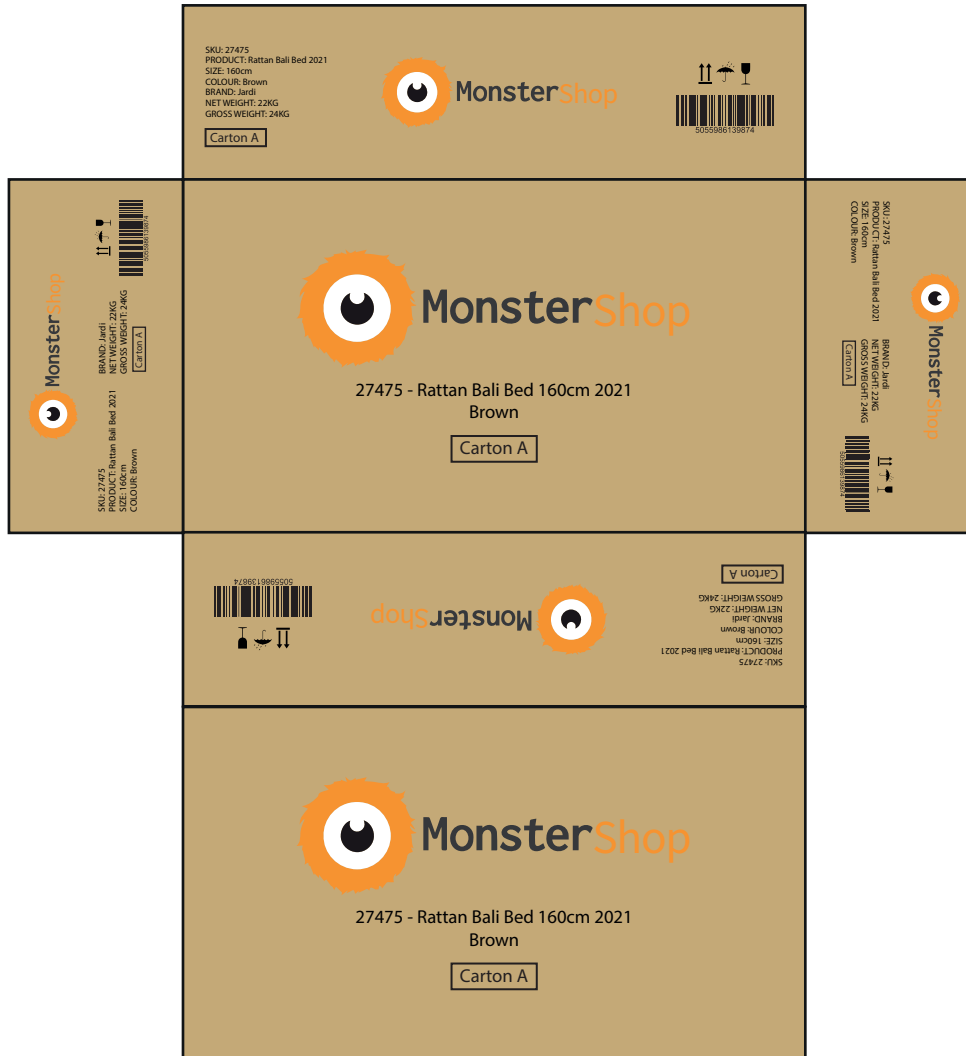 SKU: 27475
PRODUCT: Rattan Bali Bed 2021
SIZE: 160cm
COLOUR: Brown
BRAND: Jardi
NET WEIGHT: 22KG
GROSS WEIGHT: 24KG
Carton A
MonsterShop
5055986139874
SKU: 27475
PRODUCT: Rattan Bali Bed 2021
SIZE: 160cm
COLOUR: Brown
BRAND: Jardi
NET WEIGHT: 22KG
GROSS WEIGHT: 24KG
Carton A
MonsterShop
5055986139874
MonsterShop
27475 - Rattan Bali Bed 160cm 2021
Brown
Carton A
SKU: 27475
PRODUCT: Rattan Bali Bed 2021
SIZE: 160cm
COLOUR: Brown
BRAND: Jardi
NET WEIGHT: 22KG
GROSS WEIGHT: 24KG
Carton A
MonsterShop
5055986139874
SKU: 27475
PRODUCT: Rattan Bali Bed 2021
SIZE: 160cm
COLOUR: Brown
BRAND: Jardi
NET WEIGHT: 22KG
GROSS WEIGHT: 24KG
Carton A
MonsterShop
5055986139874
MonsterShop
27475 - Rattan Bali Bed 160cm 2021
Brown
Carton A